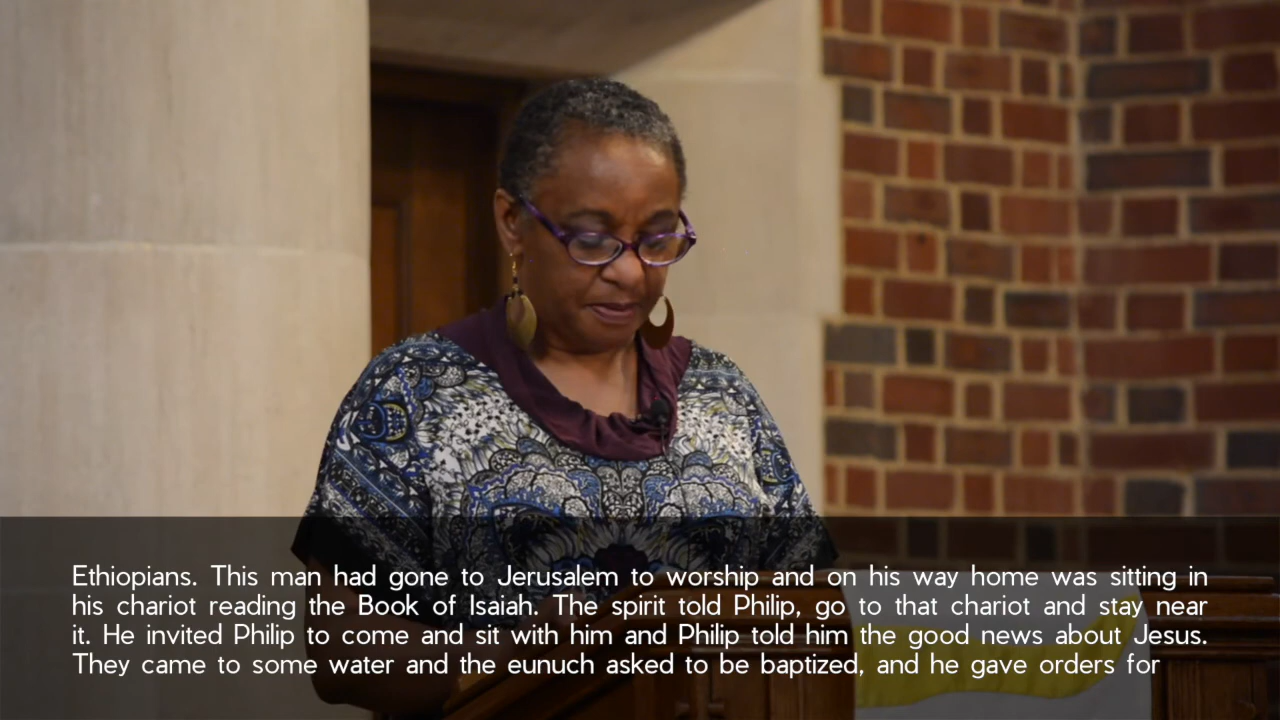 Ethiopians. This man had gone to Jerusalem to worship and on his way home was sitting in
his chariot reading the Book of Isaiah. The spirit told Philip, go to that chariot and stay near
it. He invited Philip to come and sit with him and Philip told him the good news about Jesus.
They came to some water and the eunuch asked to be baptized, and he gave orders for